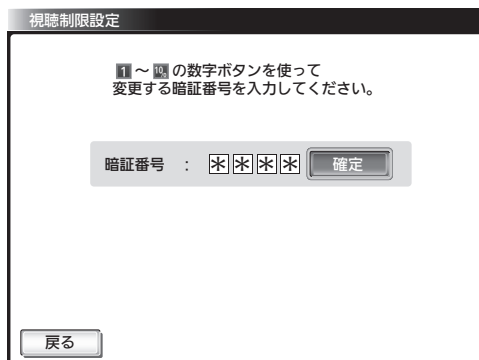 視聴制限設定
1 ～ 10 の数字ボタンを使って
変更する暗証番号を入力してください。
暗証番号 : ＊ ＊ ＊ ＊ 確定
戻る